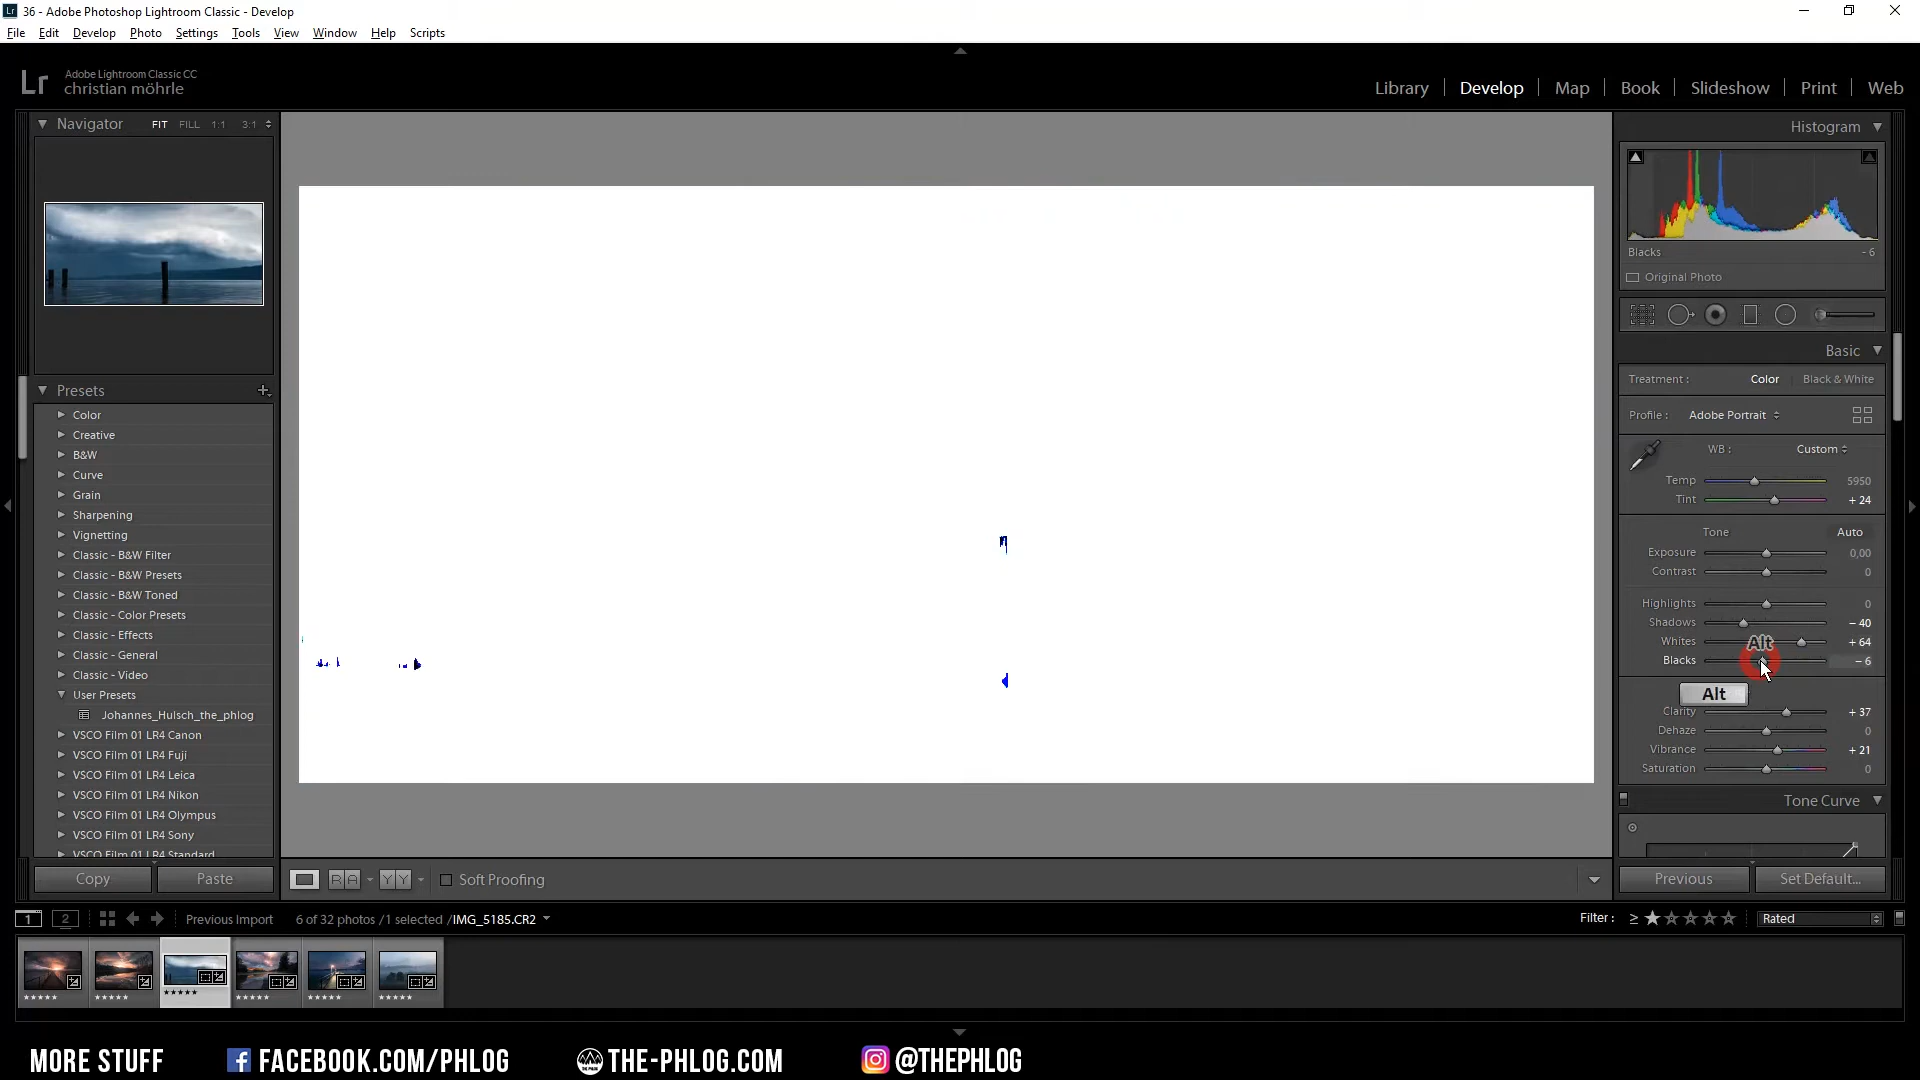 36 - Adobe Photoshop Lightroom Classic - Develop
File Edit Develop Photo Settings Tools View Window Help Scripts
Lr Adobe Lightroom Classic CC
christian möhrle
Library Develop Map Book Slideshow Print Web
Navigator FIT FILL 1:1 3:1
Histogram
Blacks - 6
Original Photo
Basic
Treatment : Color Black & White
Profile : Adobe Portrait
WB : Custom
Temp 5950
Tint + 24
Tone Auto
Exposure 0,00
Contrast 0
Highlights 0
Shadows - 40
Whites + 64
Alt
Blacks - 6
Alt
Clarity + 37
Dehaze 0
Vibrance + 21
Saturation 0
Tone Curve
Presets
Color
Creative
B&W
Curve
Grain
Sharpening
Vignetting
Classic - B&W Filter
Classic - B&W Presets
Classic - B&W Toned
Classic - Color Presets
Classic - Effects
Classic - General
Classic - Video
User Presets
Johannes_Hulsch_the_phlog
VSCO Film 01 LR4 Canon
VSCO Film 01 LR4 Fuji
VSCO Film 01 LR4 Leica
VSCO Film 01 LR4 Nikon
VSCO Film 01 LR4 Olympus
VSCO Film 01 LR4 Sony
VSCO Film 01 LR4 Standard
Copy Paste
R A Y Y Soft Proofing
Previous Set Default...
1 2 Previous Import 6 of 32 photos /1 selected /IMG_5185.CR2
Filter : ≥ ★ Rated
MORE STUFF FACEBOOK.COM/PHLOG THE-PHLOG.COM @THEPHLOG